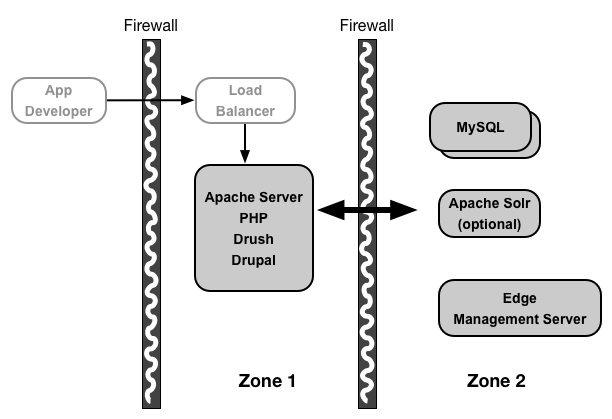 Firewall
Firewall
App
Developer
Load
Balancer
MySQL
Apache Server
PHP
Drush
Drupal
Apache Solr
(optional)
Edge
Management Server
Zone 1
Zone 2